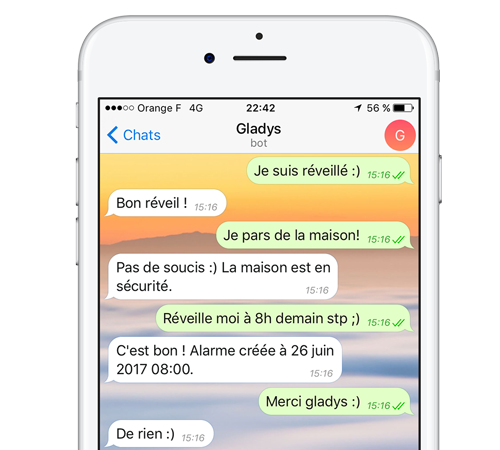 Orange F 4G 22:42 56 %
Chats
Gladys
bot
G
Je suis réveillé :) 15:16
Bon réveil ! 15:16
Je pars de la maison! 15:16
Pas de soucis :) La maison est en
sécurité. 15:16
Réveille moi à 8h demain stp ;) 15:16
C'est bon ! Alarme créée à 26 juin
2017 08:00. 15:16
Merci gladys :) 15:16
De rien :) 15:16